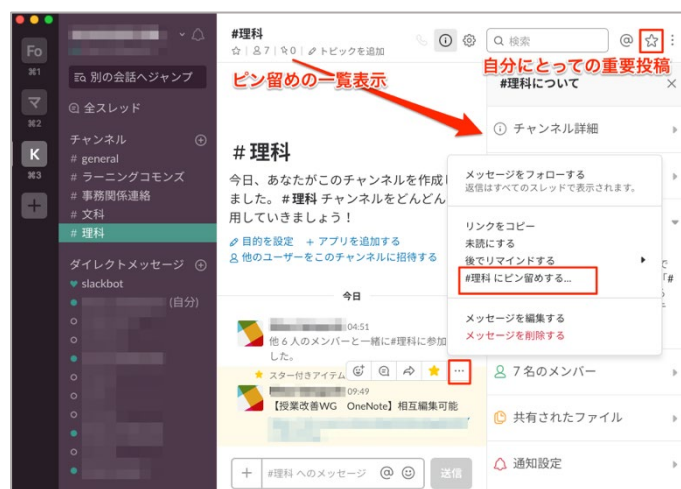 Fo
⌘1
マ
⌘2
K
⌘3
+
別の会話へジャンプ
全スレッド
チャンネル
# general
# ラーニングコモンズ
# 事務関係連絡
# 文科
# 理科
ダイレクトメッセージ
slackbot
(自分)
#理科
7
0
トピックを追加
検索
ピン留めの一覧表示
自分にとっての重要投稿
#理科について
チャンネル詳細
#理科
今日、あなたがこのチャンネルを作成し
ました。#理科 チャンネルをどんどん
用していきましょう！
目的を設定 + アプリを追加する
他のユーザーをこのチャンネルに招待する
今日
04:51
他 6 人のメンバーと一緒に#理科に参加
した。
スター付きアイテム
09:49
【授業改善WG OneNote】相互編集可能
#理科 へのメッセージ
送信
メッセージをフォローする
返信はすべてのスレッドで表示されます。
リンクをコピー
未読にする
後でリマインドする
#理科 にピン留めする...
メッセージを編集する
メッセージを削除する
7 名のメンバー
共有されたファイル
通知設定